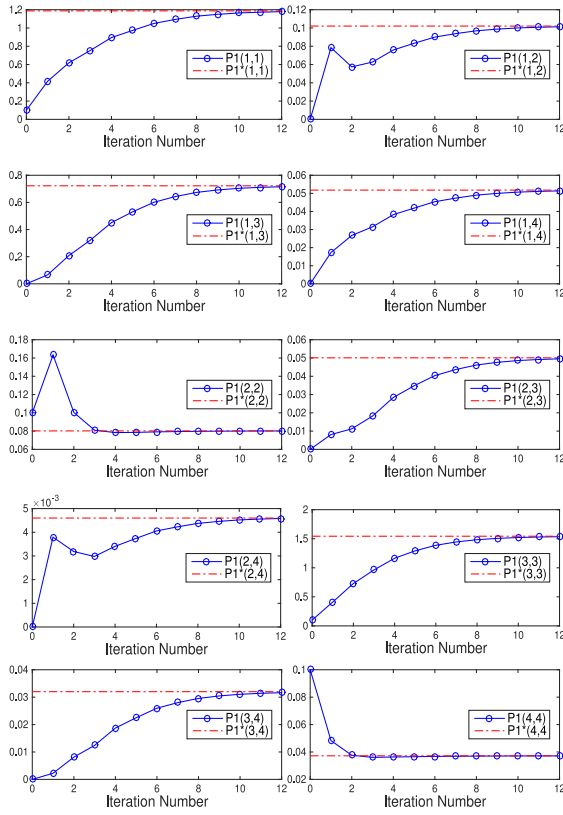 1.2
1
0.8
0.6
0.4
0.2
0
P1(1,1)
P1*(1,1)
0 2 4 6 8 10 12
Iteration Number
0.12
0.1
0.08
0.06
0.04
0.02
0
P1(1,2)
P1*(1,2)
0 2 4 6 8 10 12
Iteration Number
0.8
0.6
0.4
0.2
0
P1(1,3)
P1*(1,3)
0 2 4 6 8 10 12
Iteration Number
0.06
0.05
0.04
0.03
0.02
0.01
0
P1(1,4)
P1*(1,4)
0 2 4 6 8 10 12
Iteration Number
0.18
0.16
0.14
0.12
0.1
0.08
0.06
P1(2,2)
P1*(2,2)
0 2 4 6 8 10 12
Iteration Number
0.06
0.05
0.04
0.03
0.02
0.01
0
P1(2,3)
P1*(2,3)
0 2 4 6 8 10 12
Iteration Number
×10⁻³
5
4
3
2
1
0
P1(2,4)
P1*(2,4)
0 2 4 6 8 10 12
Iteration Number
2
1.5
1
0.5
0
P1(3,3)
P1*(3,3)
0 2 4 6 8 10 12
Iteration Number
0.04
0.03
0.02
0.01
0
P1(3,4)
P1*(3,4)
0 2 4 6 8 10 12
Iteration Number
0.1
0.08
0.06
0.04
0.02
P1(4,4)
P1*(4,4
0 2 4 6 8 10 12
Iteration Number